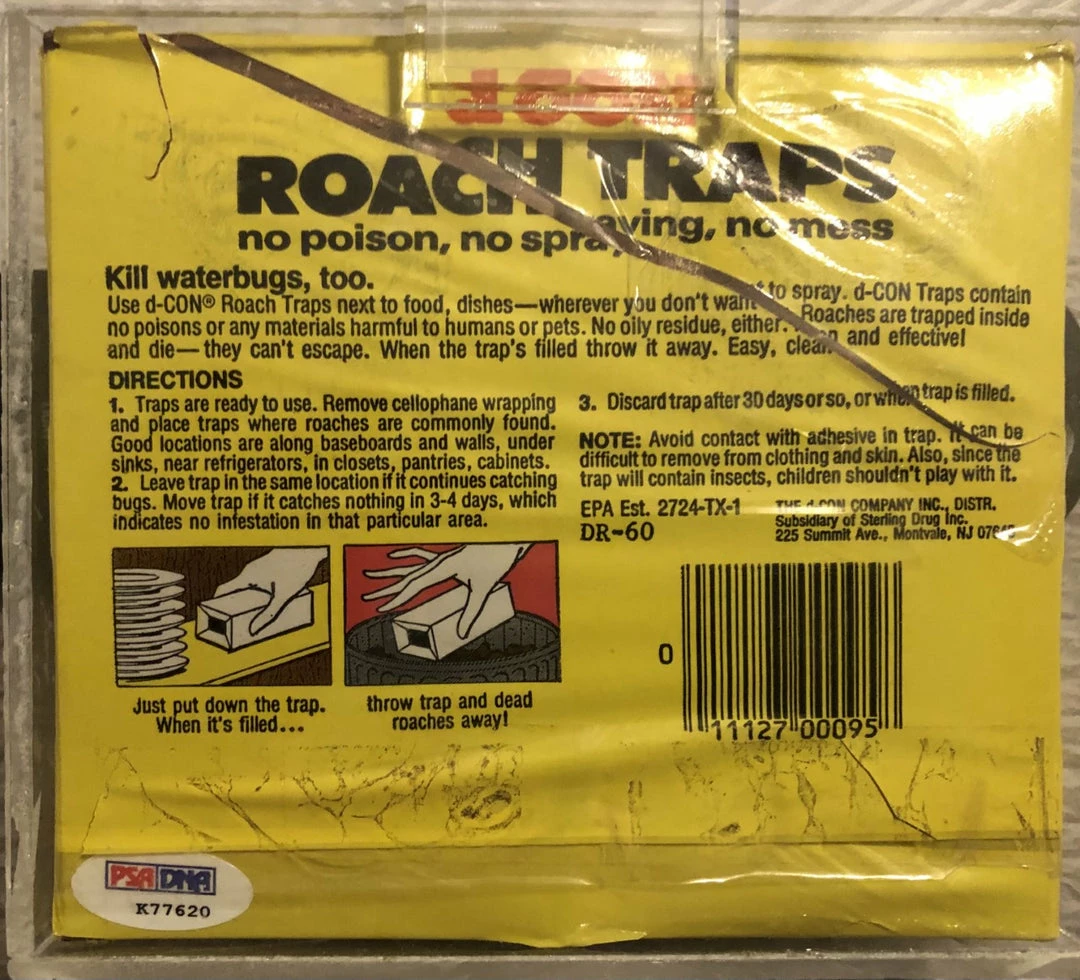 d-CON
ROACH TRAPS
no poison, no spraying, no mess
Kill waterbugs, too.
Use d-CON® Roach Traps next to food, dishes—wherever you don't want to spray. d-CON Traps contain
no poisons or any materials harmful to humans or pets. No oily residue, either. Roaches are trapped inside
and die—they can't escape. When the trap's filled throw it away. Easy, clean and effective!
DIRECTIONS
1. Traps are ready to use. Remove cellophane wrapping
and place traps where roaches are commonly found.
Good locations are along baseboards and walls, under
sinks, near refrigerators, in closets, pantries, cabinets.
2. Leave trap in the same location if it continues catching
bugs. Move trap if it catches nothing in 3-4 days, which
indicates no infestation in that particular area.
3. Discard trap after 30 days or so, or when trap is filled.
NOTE: Avoid contact with adhesive in trap. It can be
difficult to remove from clothing and skin. Also, since the
trap will contain insects, children shouldn't play with it.
EPA Est. 2724-TX-1
DR-60
THE d-CON COMPANY INC., DISTR.
Subsidiary of Sterling Drug Inc.
225 Summit Ave., Montvale, NJ
Just put down the trap.
When it's filled...
throw trap and dead
roaches away!
0
11127 00095
PSA DNA
K77620